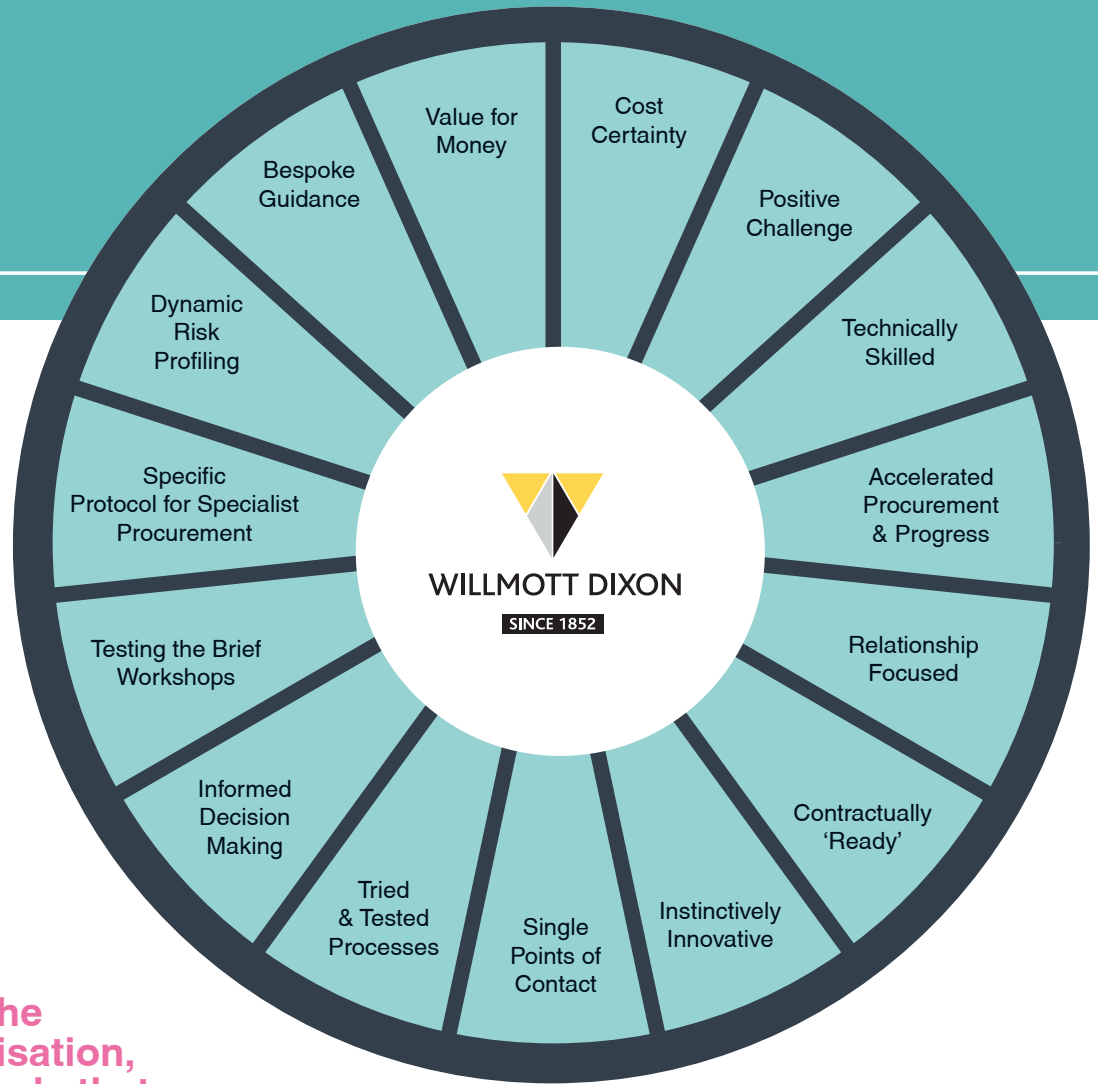 Value for
Money
Cost
Certainty
Positive
Challenge
Technically
Skilled
Accelerated
Procurement
& Progress
Relationship
Focused
Contractually
‘Ready’
Instinctively
Innovative
Single
Points of
Contact
Tried
& Tested
Processes
Informed
Decision
Making
Testing the Brief
Workshops
Specific
Protocol for Specialist
Procurement
Dynamic
Risk
Profiling
Bespoke
Guidance
WILLMOTT DIXON
SINCE 1852
he
isation,